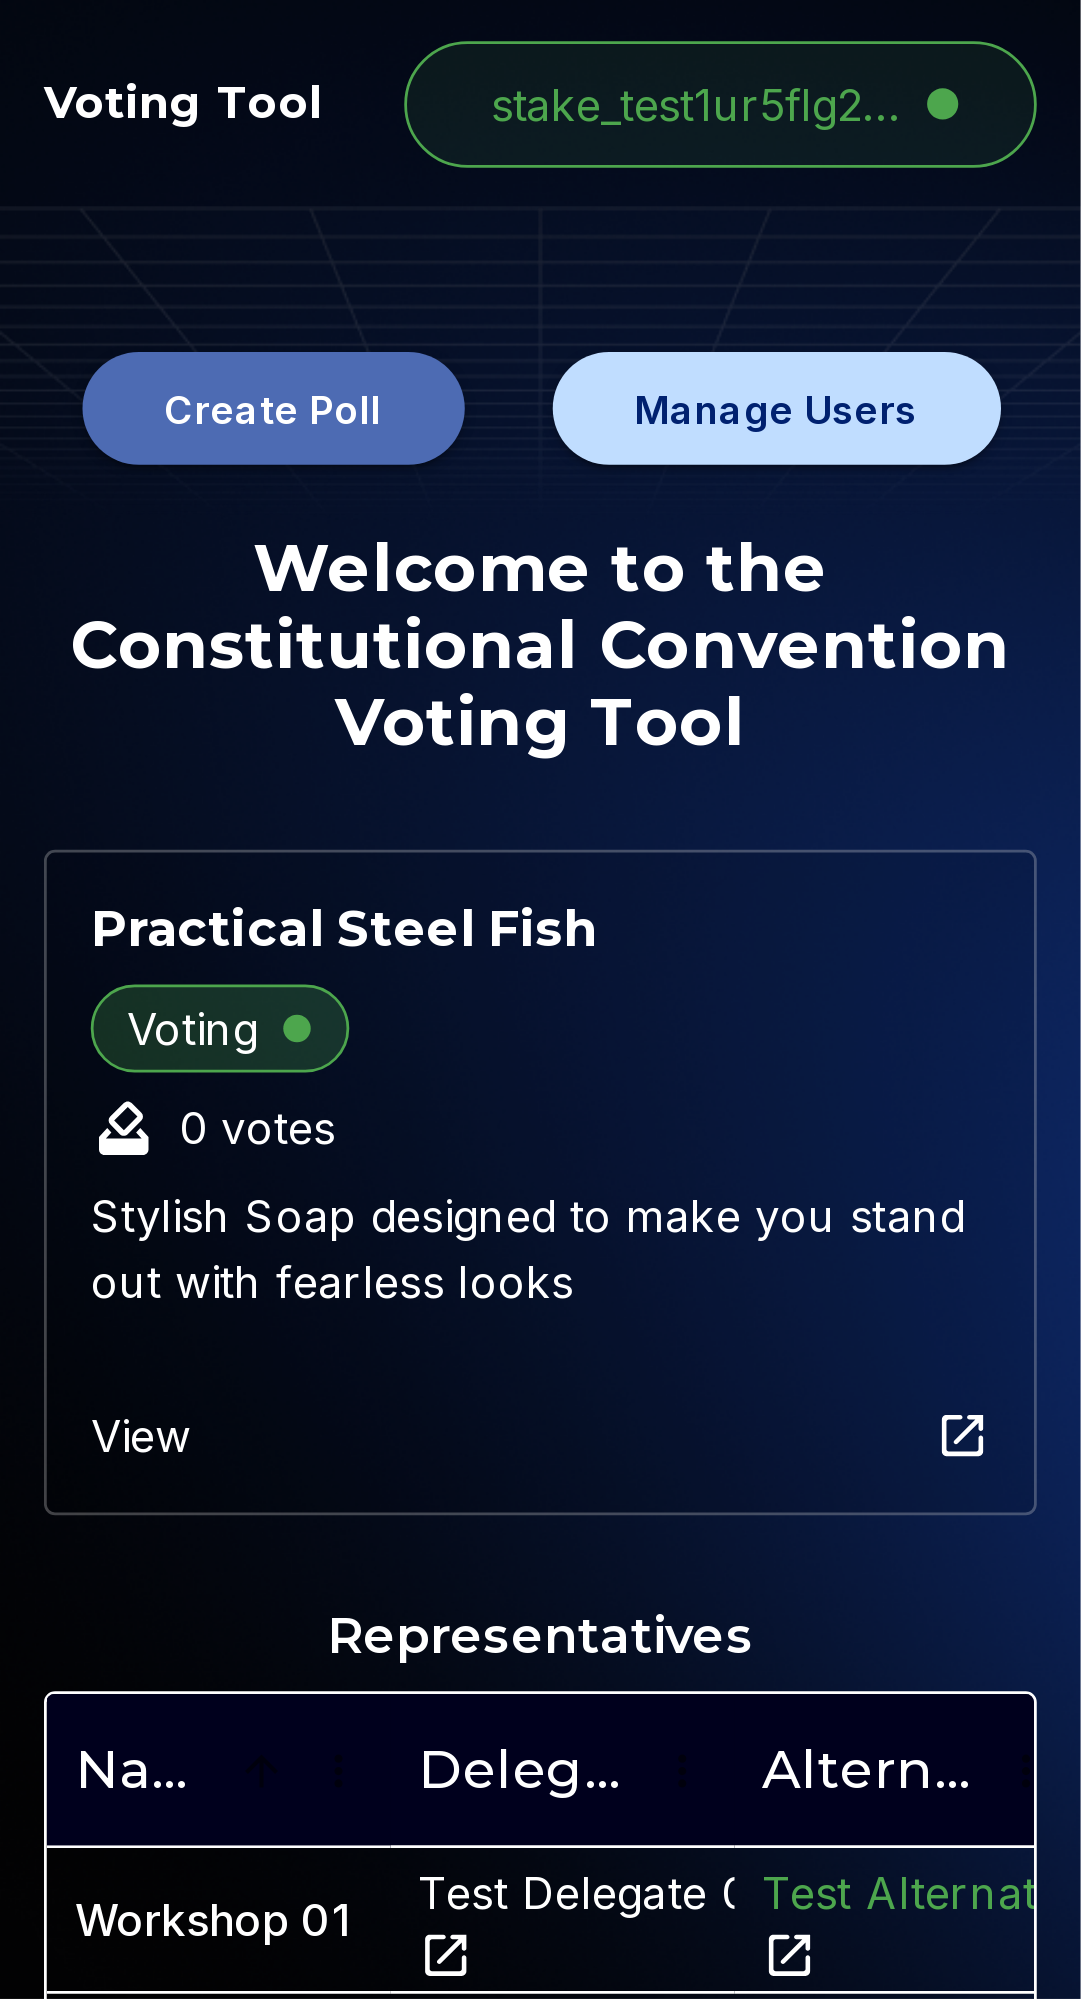 Voting Tool
stake_test1ur5flg2...
Create Poll
Manage Users
Welcome to the
Constitutional Convention
Voting Tool
Practical Steel Fish
Voting
0 votes
Stylish Soap designed to make you stand
out with fearless looks
View
Representatives
Na...
Deleg...
Altern...
Workshop 01
Test Delegate
Test Alternat